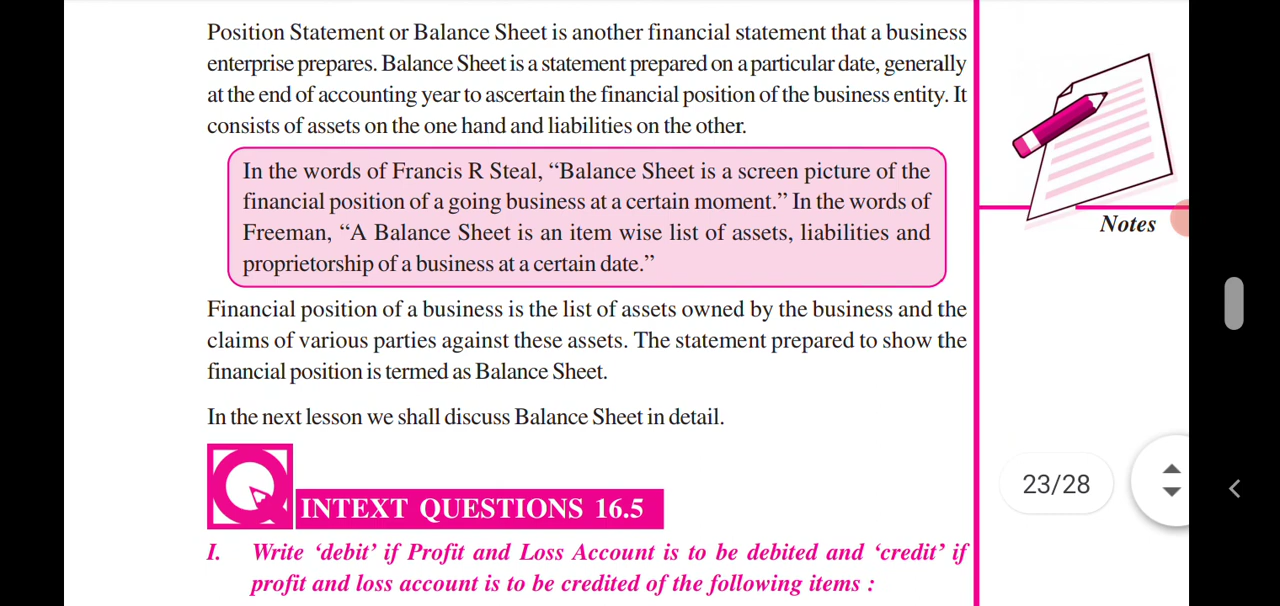 Position Statement or Balance Sheet is another financial statement that a business
enterprise prepares. Balance Sheet is a statement prepared on a particular date, generally
at the end of accounting year to ascertain the financial position of the business entity. It
consists of assets on the one hand and liabilities on the other.
In the words of Francis R Steal, “Balance Sheet is a screen picture of the
financial position of a going business at a certain moment.” In the words of
Freeman, “A Balance Sheet is an item wise list of assets, liabilities and
proprietorship of a business at a certain date.”
Financial position of a business is the list of assets owned by the business and the
claims of various parties against these assets. The statement prepared to show the
financial position is termed as Balance Sheet.
In the next lesson we shall discuss Balance Sheet in detail.
INTEXT QUESTIONS 16.5
I. Write ‘debit’ if Profit and Loss Account is to be debited and ‘credit’ if
profit and loss account is to be credited of the following items :
Notes
23/28